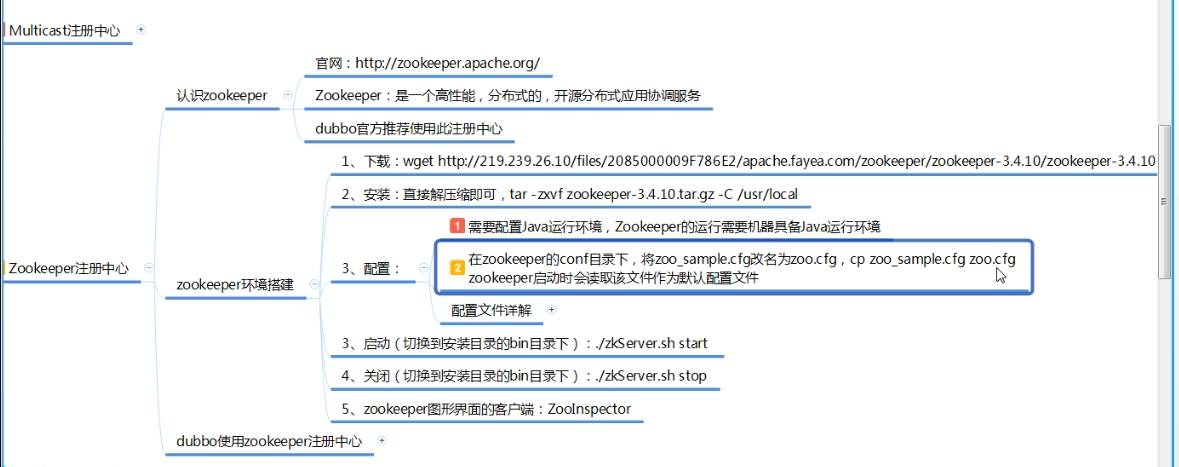 Multicast注册中心
官网：http://zookeeper.apache.org/
认识zookeeper
Zookeeper：是一个高性能，分布式的，开源分布式应用协调服务
dubbo官方推荐使用此注册中心
1、下载：wget http://219.239.26.10/files/2085000009F786E2/apache.fayea.com/zookeeper/zookeeper-3.4.10/zookeeper-3.4.10
2、安装：直接解压缩即可，tar -zxvf zookeeper-3.4.10.tar.gz -C /usr/local
1 需要配置Java运行环境，Zookeeper的运行需要机器具备Java运行环境
Zookeeper注册中心
zookeeper环境搭建
3、配置：
2 在zookeeper的conf目录下，将zoo_sample.cfg改名为zoo.cfg，cp zoo_sample.cfg zoo.cfg
zookeeper启动时会读取该文件作为默认配置文件
配置文件详解
3、启动（切换到安装目录的bin目录下）：./zkServer.sh start
4、关闭（切换到安装目录的bin目录下）：./zkServer.sh stop
5、zookeeper图形界面的客户端：ZooInspector
dubbo使用zookeeper注册中心